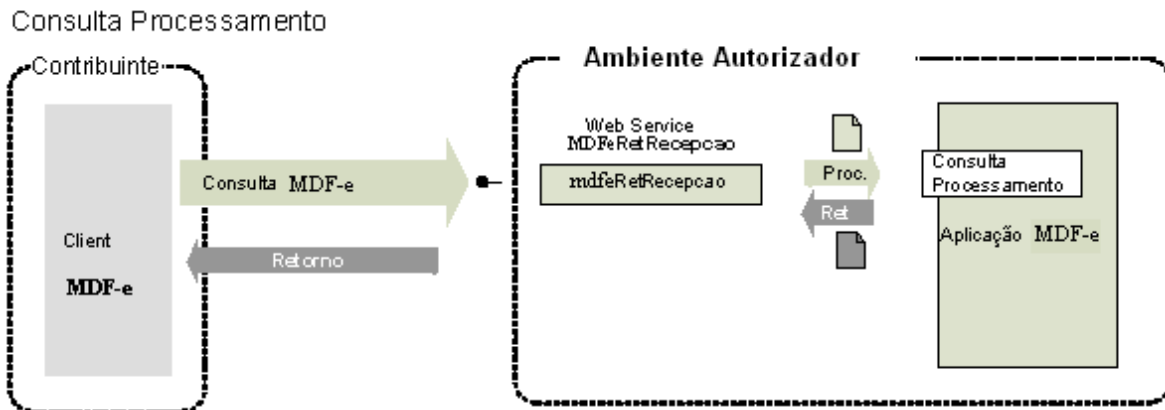 Consulta Processamento
Contribuinte
Client
MDF-e
Consulta MDF-e
Retorno
Ambiente Autorizador
Web Service
MDFeRetRecepcao
mdfeRetRecepcao
Proc.
Ret
Consulta
Processamento
Aplicação MDF-e